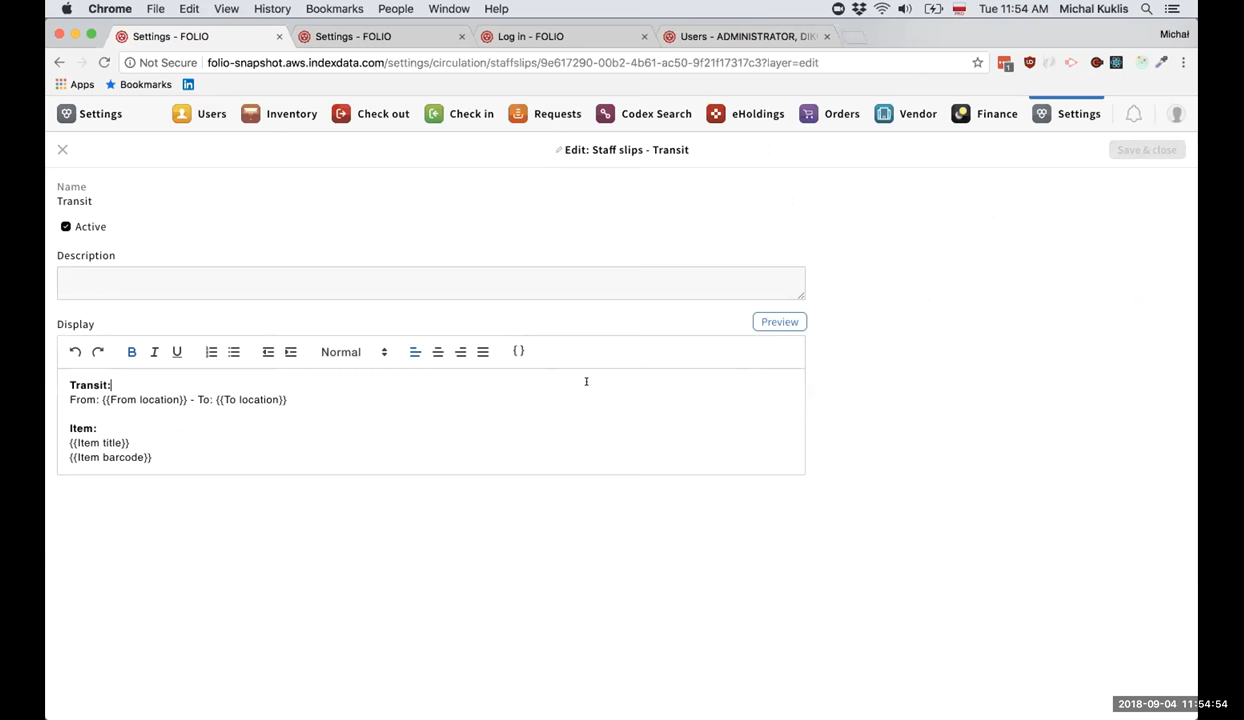 Chrome File Edit View History Bookmarks People Window Help Tue 11:54 AM Michal Kuklis
Settings - FOLIO Settings - FOLIO Log in - FOLIO Users - ADMINISTRATOR, DIK Michał
Not Secure folio-snapshot.aws.indexdata.com/settings/circulation/staffslips/9e617290-00b2-4b61-ac50-9f21f17317c3?layer=edit
Apps Bookmarks
Settings Users Inventory Check out Check in Requests Codex Search eHoldings Orders Vendor Finance Settings
Edit: Staff slips - Transit Save & close
Name
Transit
Active
Description
Display Preview
B I U Normal { }
Transit:
From: {{From location}} - To: {{To location}}
Item:
{{Item title}}
{{Item barcode}}
2018-09-04 11:54:54